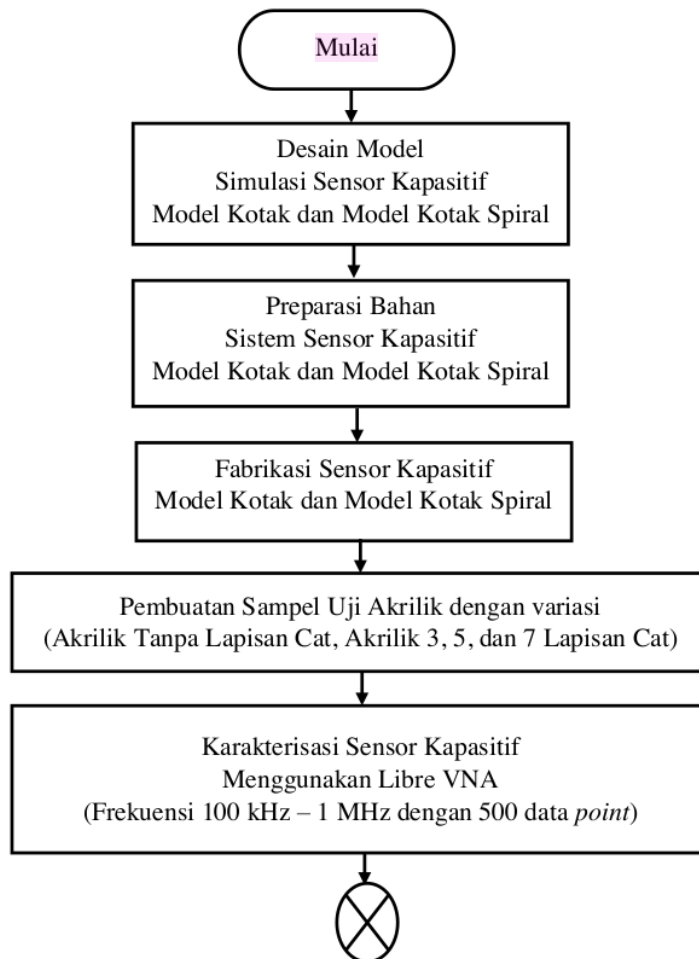 Mulai
Desain Model
Simulasi Sensor Kapasitif
Model Kotak dan Model Kotak Spiral
Preparasi Bahan
Sistem Sensor Kapasitif
Model Kotak dan Model Kotak Spiral
Fabrikasi Sensor Kapasitif
Model Kotak dan Model Kotak Spiral
Pembuatan Sampel Uji Akrilik dengan variasi
(Akrilik Tanpa Lapisan Cat, Akrilik 3, 5, dan 7 Lapisan Cat)
Karakterisasi Sensor Kapasitif
Menggunakan Libre VNA
(Frekuensi 100 kHz – 1 MHz dengan 500 data point)